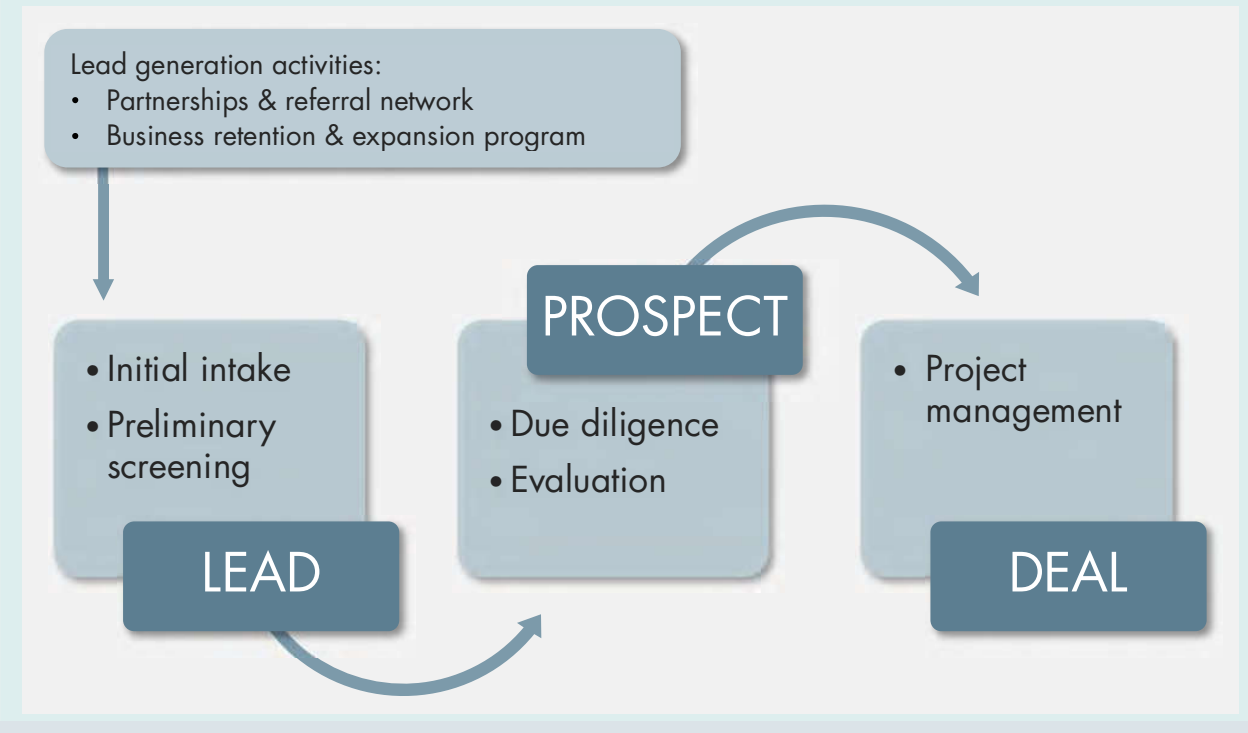 Lead generation activities:
• Partnerships & referral network
• Business retention & expansion program
• Initial intake
• Preliminary
screening
LEAD
PROSPECT
• Due diligence
• Evaluation
• Project
management
DEAL